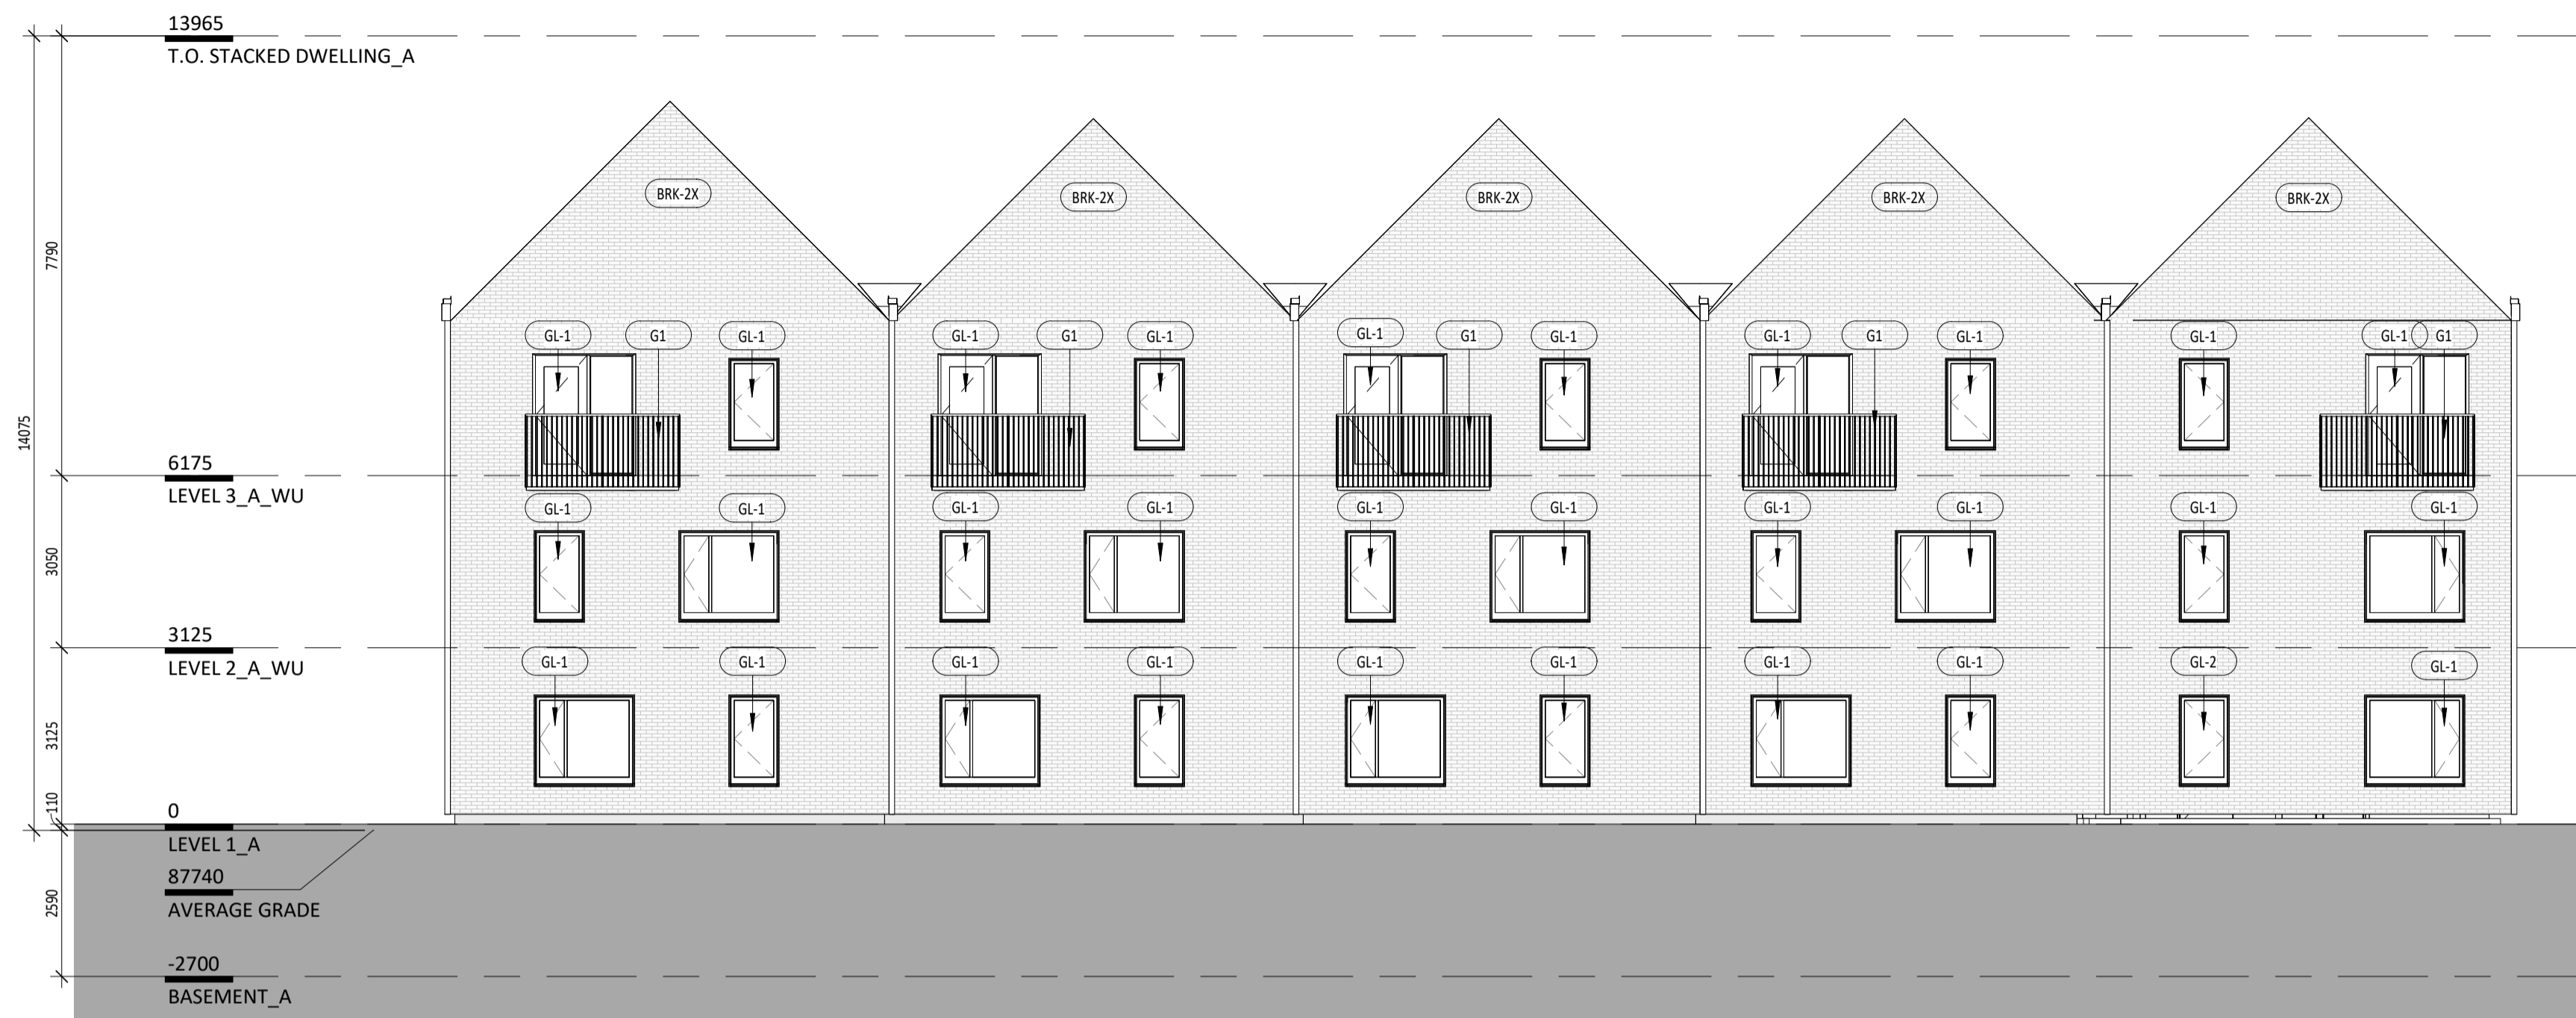 13965
T.O. STACKED DWELLING_A
BRK-2X BRK-2X BRK-2X BRK-2X BRK-2X
7790
GL-1 G1 GL-1 GL-1 G1 GL-1 GL-1 G1 GL-1 GL-1 G1 GL-1 GL-1 GL-1 G1
14075
6175
LEVEL 3_A_WU
GL-1 GL-1 GL-1 GL-1 GL-1 GL-1 GL-1 GL-1 GL-1 GL-1
3050
3125
LEVEL 2_A_WU
GL-1 GL-1 GL-1 GL-1 GL-1 GL-1 GL-1 GL-1 GL-2 GL-1
3125
110
0
LEVEL 1_A
87740
AVERAGE GRADE
2590
-2700
BASEMENT_A